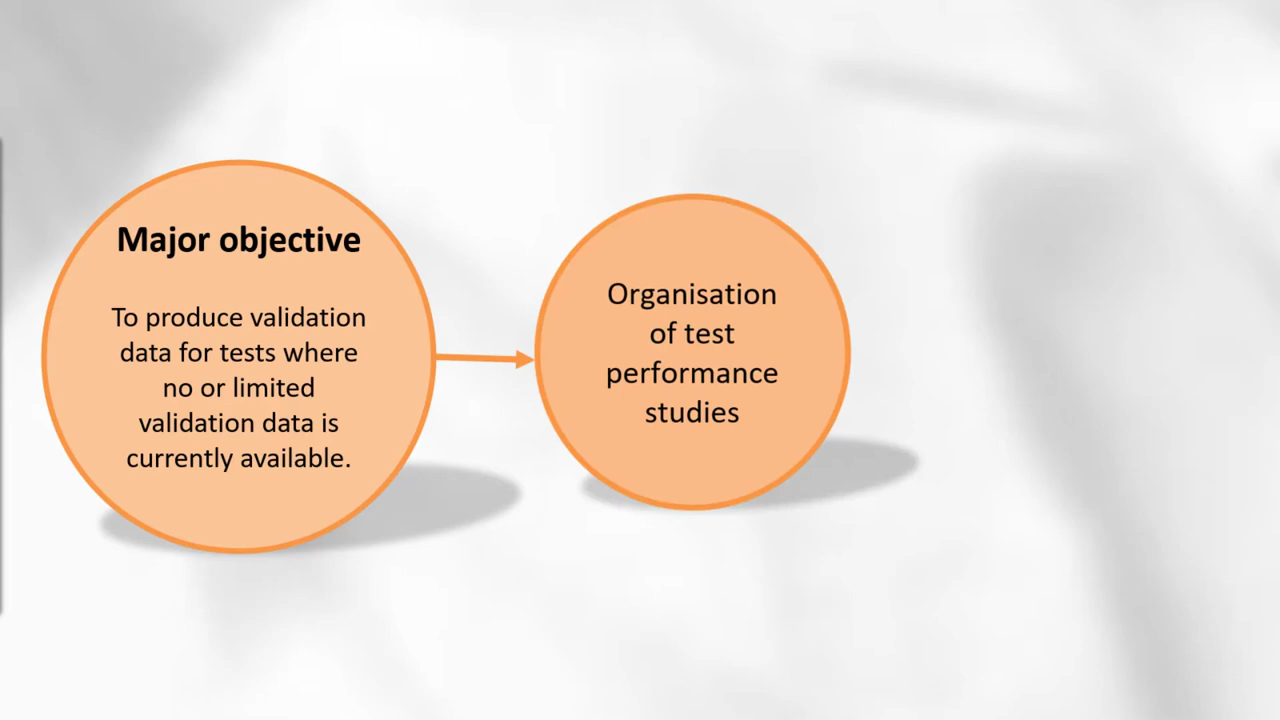 Major objective
To produce validation
data for tests where
no or limited
validation data is
currently available.
Organisation
of test
performance
studies